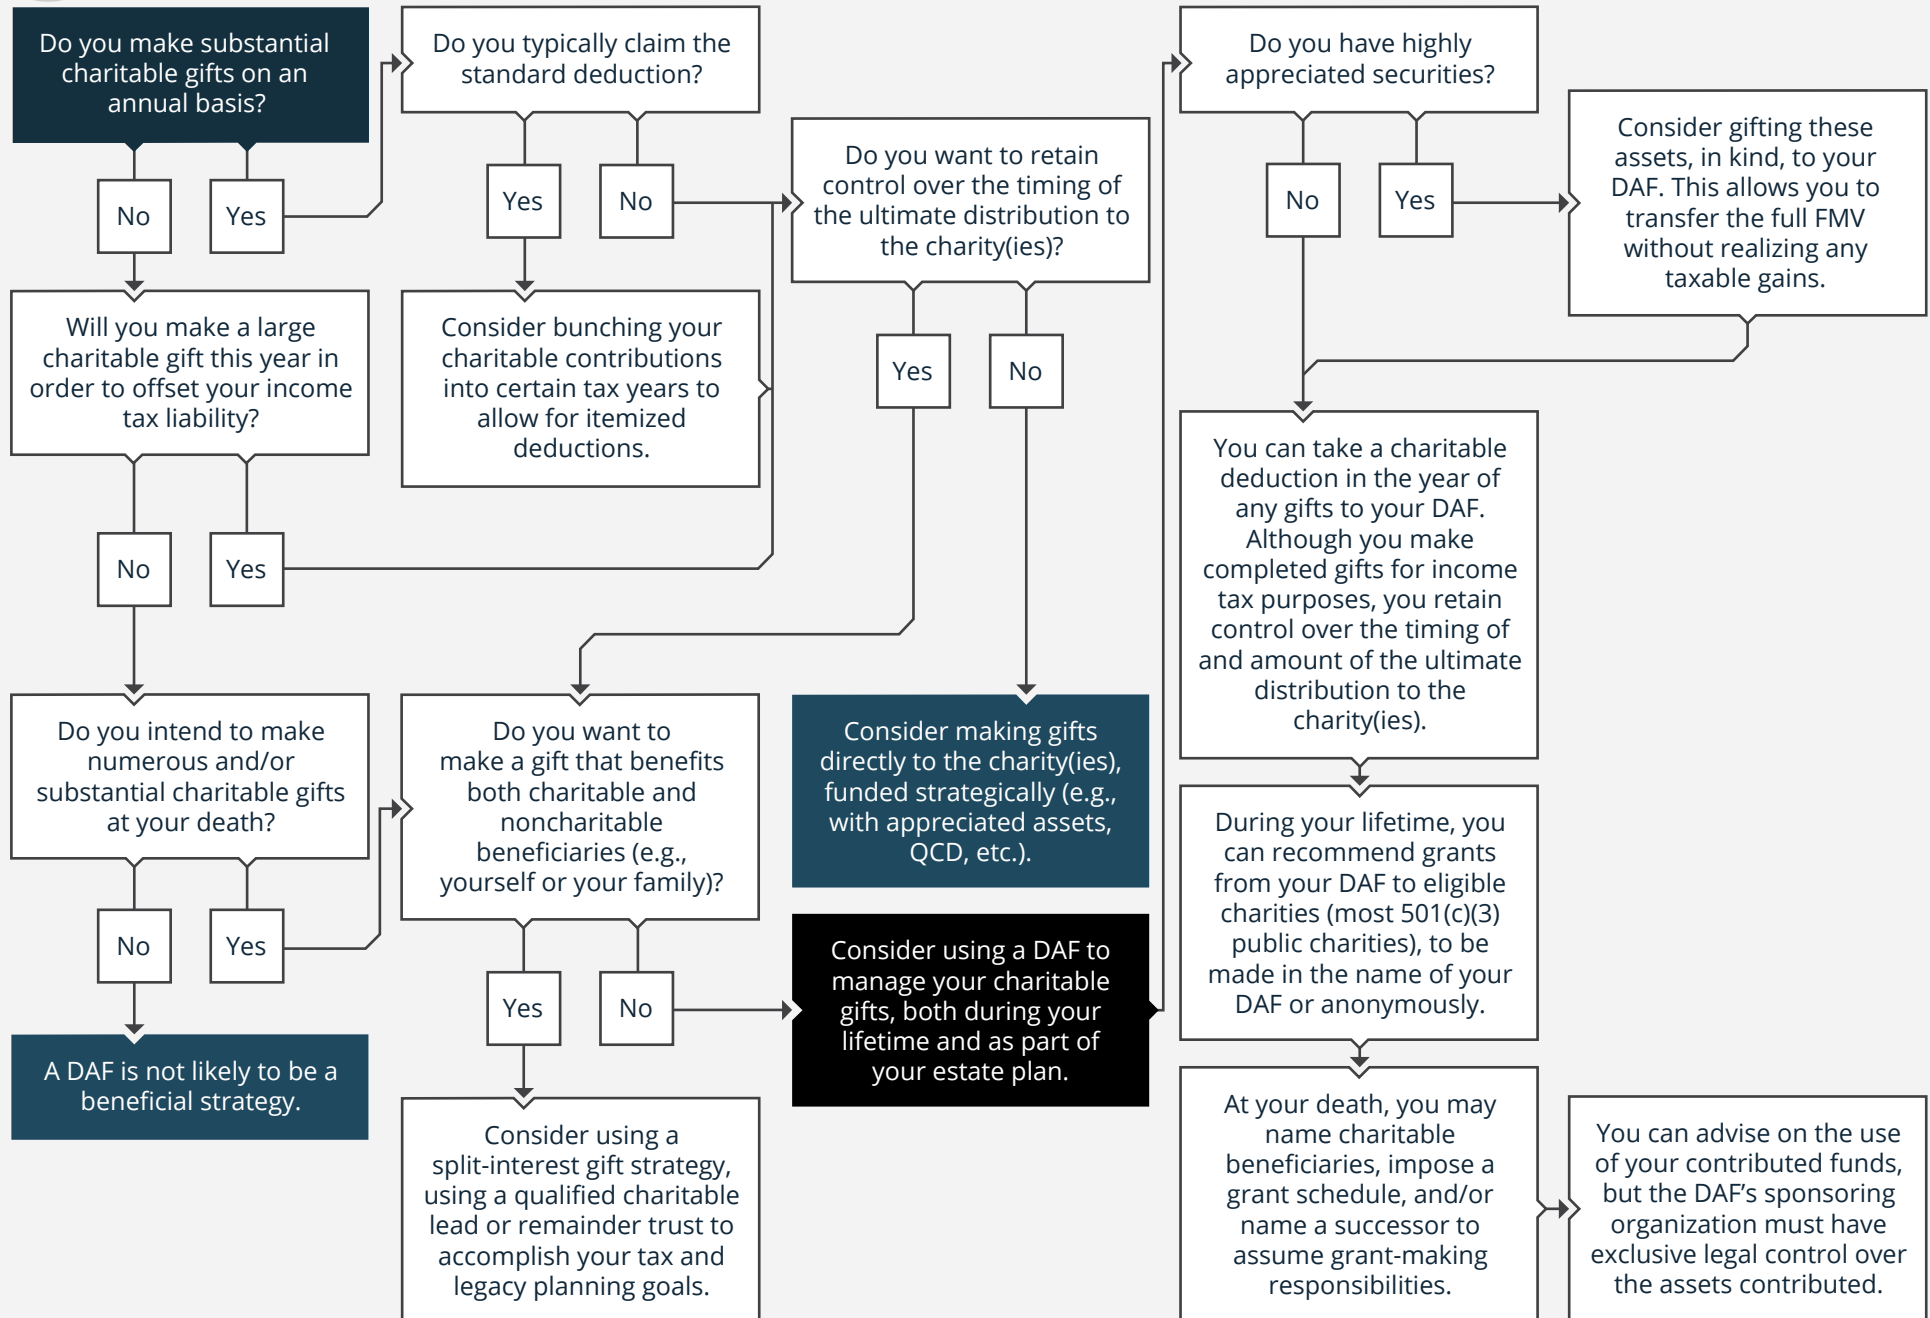 Do you make substantial
charitable gifts on an
annual basis?
No
Yes
Will you make a large
charitable gift this year in
order to offset your income
tax liability?
No
Yes
Do you intend to make
numerous and/or
substantial charitable gifts
at your death?
No
Yes
A DAF is not likely to be a
beneficial strategy.
Do you typically claim the
standard deduction?
Yes
No
Consider bunching your
charitable contributions
into certain tax years to
allow for itemized
deductions.
Do you want to retain
control over the timing of
the ultimate distribution to
the charity(ies)?
Yes
No
Do you want to
make a gift that benefits
both charitable and
noncharitable
beneficiaries (e.g.,
yourself or your family)?
Yes
No
Consider using a
split-interest gift strategy,
using a qualified charitable
lead or remainder trust to
accomplish your tax and
legacy planning goals.
Consider making gifts
directly to the charity(ies),
funded strategically (e.g.,
with appreciated assets,
QCD, etc.).
Consider using a DAF to
manage your charitable
gifts, both during your
lifetime and as part of
your estate plan.
Do you have highly
appreciated securities?
No
Yes
Consider gifting these
assets, in kind, to your
DAF. This allows you to
transfer the full FMV
without realizing any
taxable gains.
You can take a charitable
deduction in the year of
any gifts to your DAF.
Although you make
completed gifts for income
tax purposes, you retain
control over the timing of
and amount of the ultimate
distribution to the
charity(ies).
During your lifetime, you
can recommend grants
from your DAF to eligible
charities (most 501(c)(3)
public charities), to be
made in the name of your
DAF or anonymously.
At your death, you may
name charitable
beneficiaries, impose a
grant schedule, and/or
name a successor to
assume grant-making
responsibilities.
You can advise on the use
of your contributed funds,
but the DAF’s sponsoring
organization must have
exclusive legal control over
the assets contributed.